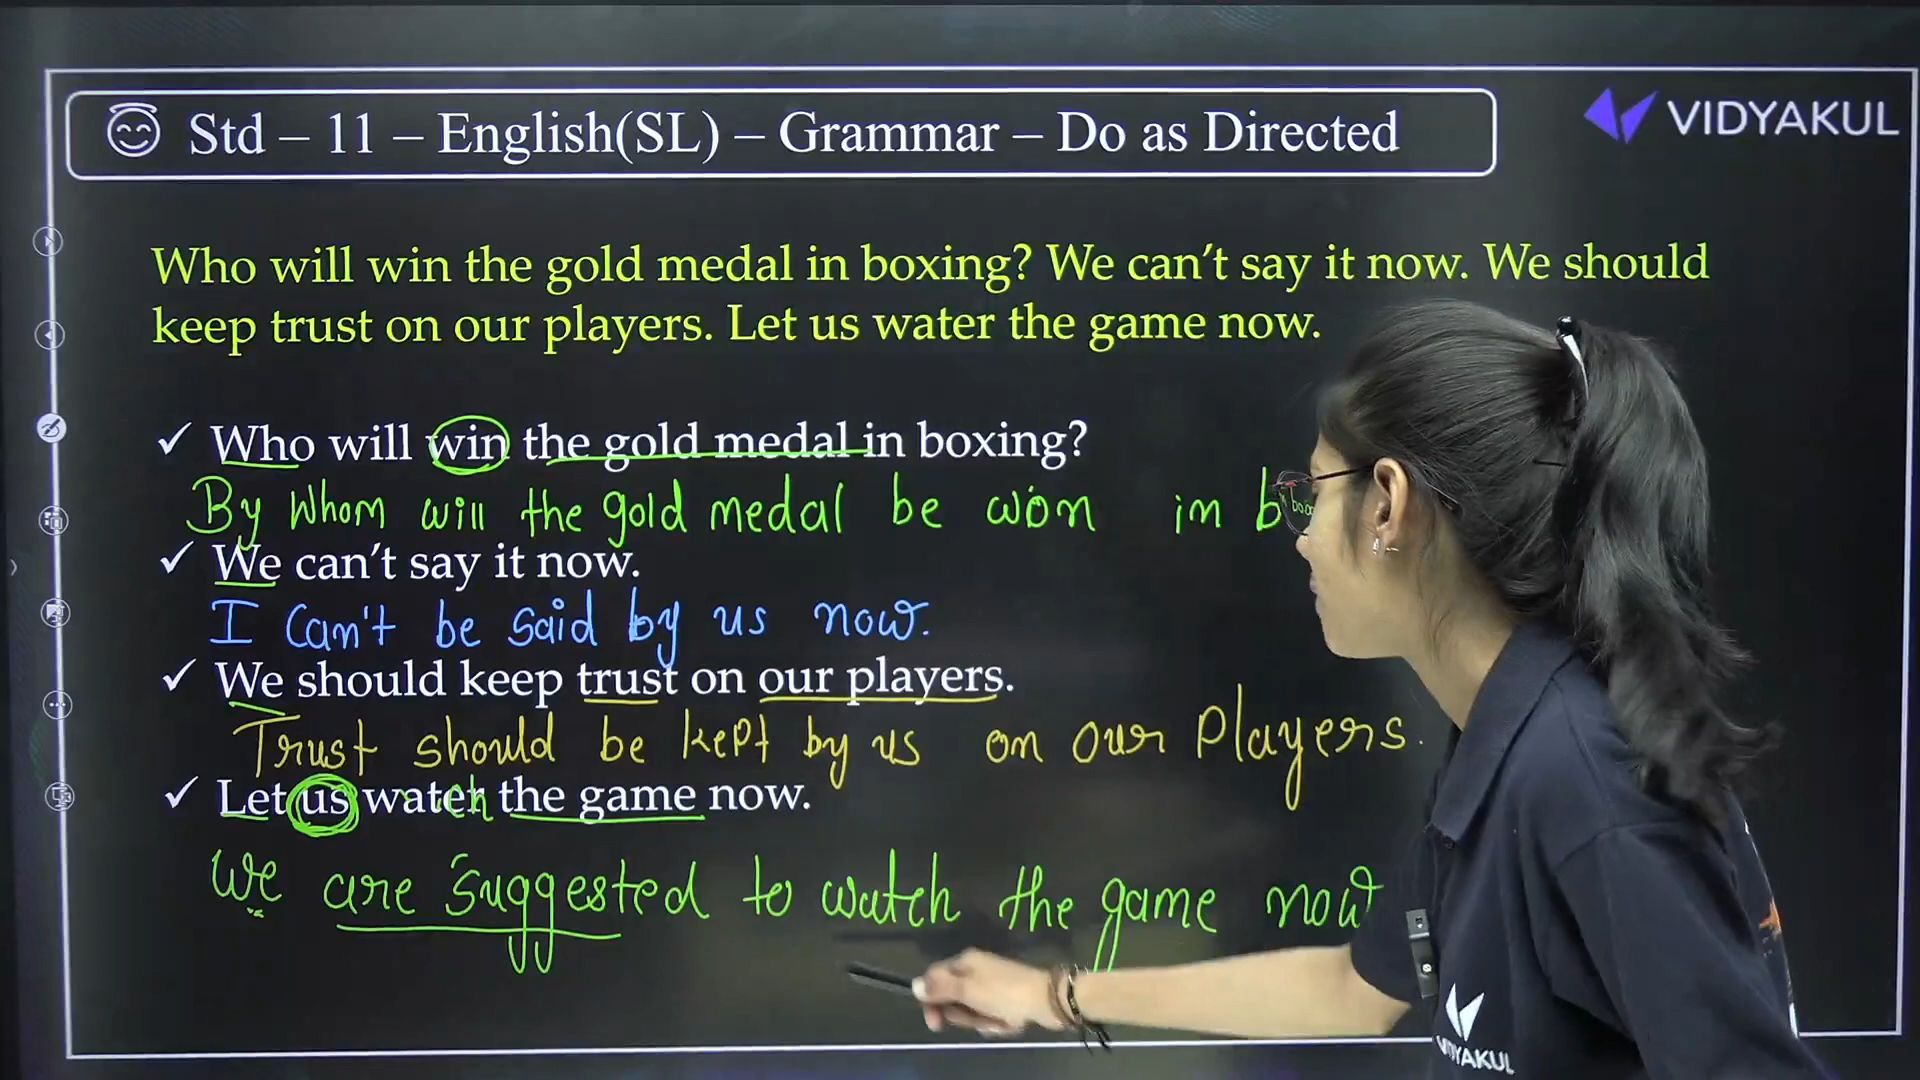 Std – 11 – English(SL) – Grammar – Do as Directed
VIDYAKUL
Who will win the gold medal in boxing? We can't say it now. We should
keep trust on our players. Let us water the game now.
✓ Who will win the gold medal in boxing?
By Whom will the gold medal be won in b
✓ We can't say it now.
I Can't be said by us now.
✓ We should keep trust on our players.
Trust should be kept by us on our Players.
✓ Let us water the game now.
ch
We are suggested to watch the game now
VIDYAKUL